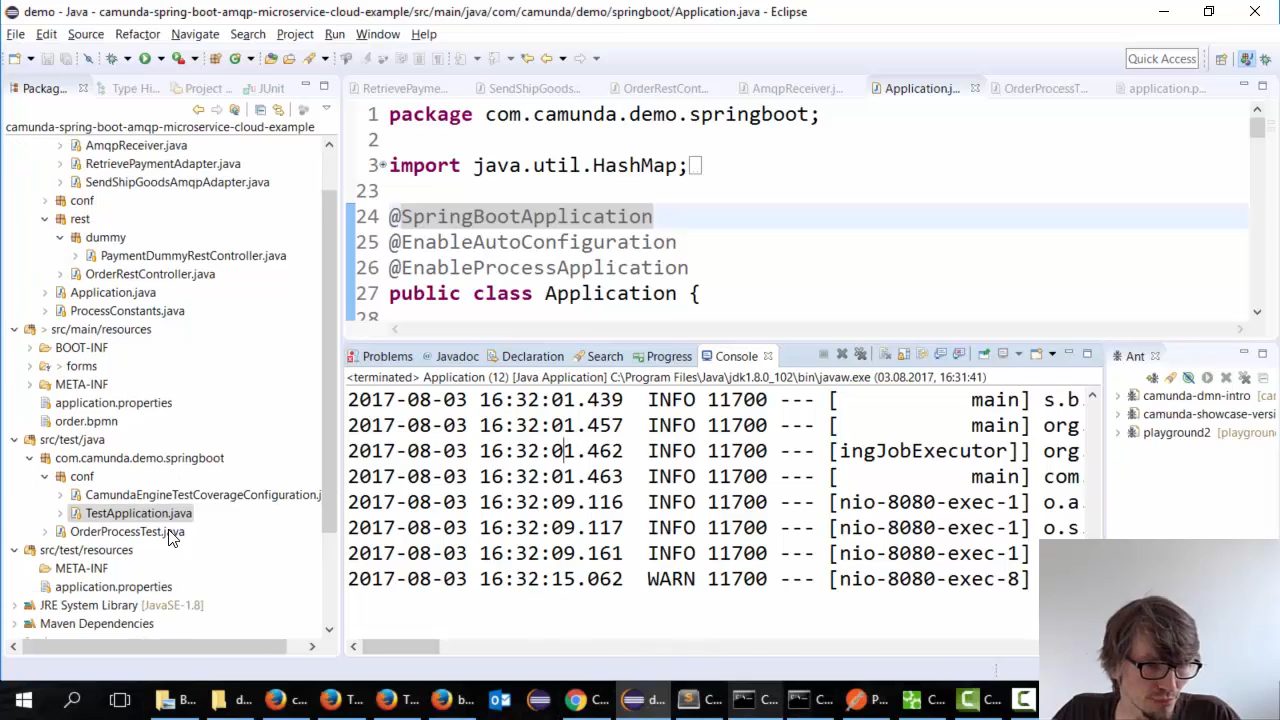 demo - Java - camunda-spring-boot-amqp-microservice-cloud-example/src/main/java/com/camunda/demo/springboot/Application.java - Eclipse
File Edit Source Refactor Navigate Search Project Run Window Help
Quick Access
Packag... Type Hi... Project ... JUnit
RetrievePayme... SendShipGoods... OrderRestCont... AmqpReceiver.j... Application.j... OrderProcessT... application.p...
camunda-spring-boot-amqp-microservice-cloud-example
AmqpReceiver.java
RetrievePaymentAdapter.java
SendShipGoodsAmqpAdapter.java
conf
rest
dummy
PaymentDummyRestController.java
OrderRestController.java
Application.java
ProcessConstants.java
> src/main/resources
BOOT-INF
> forms
META-INF
application.properties
order.bpmn
src/test/java
com.camunda.demo.springboot
conf
CamundaEngineTestCoverageConfiguration.j
TestApplication.java
OrderProcessTest.java
src/test/resources
META-INF
application.properties
JRE System Library [JavaSE-1.8]
Maven Dependencies
1 package com.camunda.demo.springboot;
2
3 import java.util.HashMap;
23
24 @SpringBootApplication
25 @EnableAutoConfiguration
26 @EnableProcessApplication
27 public class Application {
28
Problems Javadoc Declaration Search Progress Console
<terminated> Application (12) [Java Application] C:\Program Files\Java\jdk1.8.0_102\bin\javaw.exe (03.08.2017, 16:31:41)
2017-08-03 16:32:01.439 INFO 11700 --- [ main] s.b
2017-08-03 16:32:01.457 INFO 11700 --- [ main] org
2017-08-03 16:32:01.462 INFO 11700 --- [ingJobExecutor]] org
2017-08-03 16:32:01.463 INFO 11700 --- [ main] com
2017-08-03 16:32:09.116 INFO 11700 --- [nio-8080-exec-1] o.a
2017-08-03 16:32:09.117 INFO 11700 --- [nio-8080-exec-1] o.s
2017-08-03 16:32:09.161 INFO 11700 --- [nio-8080-exec-1]
2017-08-03 16:32:15.062 WARN 11700 --- [nio-8080-exec-8]
Ant
camunda-dmn-intro [ca
camunda-showcase-versi
playground2 [playground
B... d... c... T... T... b... C... d... C... C... C... P... C... C...